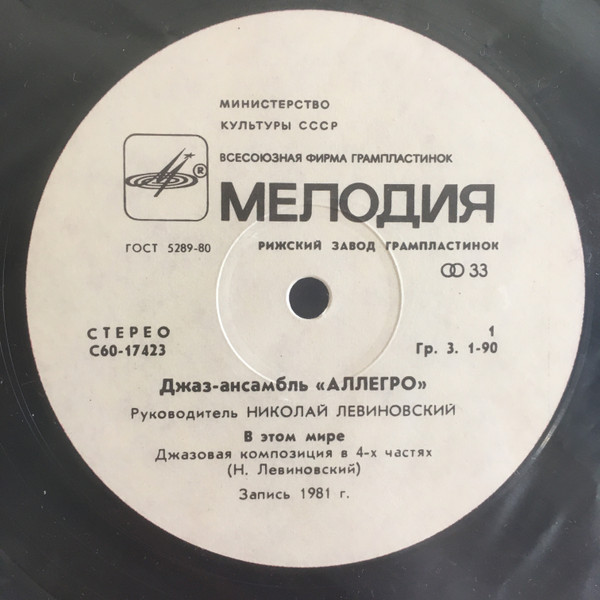 МИНИСТЕРСТВО
КУЛЬТУРЫ СССР
ВСЕСОЮЗНАЯ ФИРМА ГРАМПЛАСТИНОК
®
МЕЛОДИЯ
ГОСТ 5289-80 РИЖСКИЙ ЗАВОД ГРАМПЛАСТИНОК
33
СТЕРЕО 1
С60-17423 Гр. 3. 1-90
Джаз-ансамбль «АЛЛЕГРО»
Руководитель НИКОЛАЙ ЛЕВИНОВСКИЙ
В этом мире
Джазовая композиция в 4-х частях
(Н. Левиновский)
Запись 1981 г.